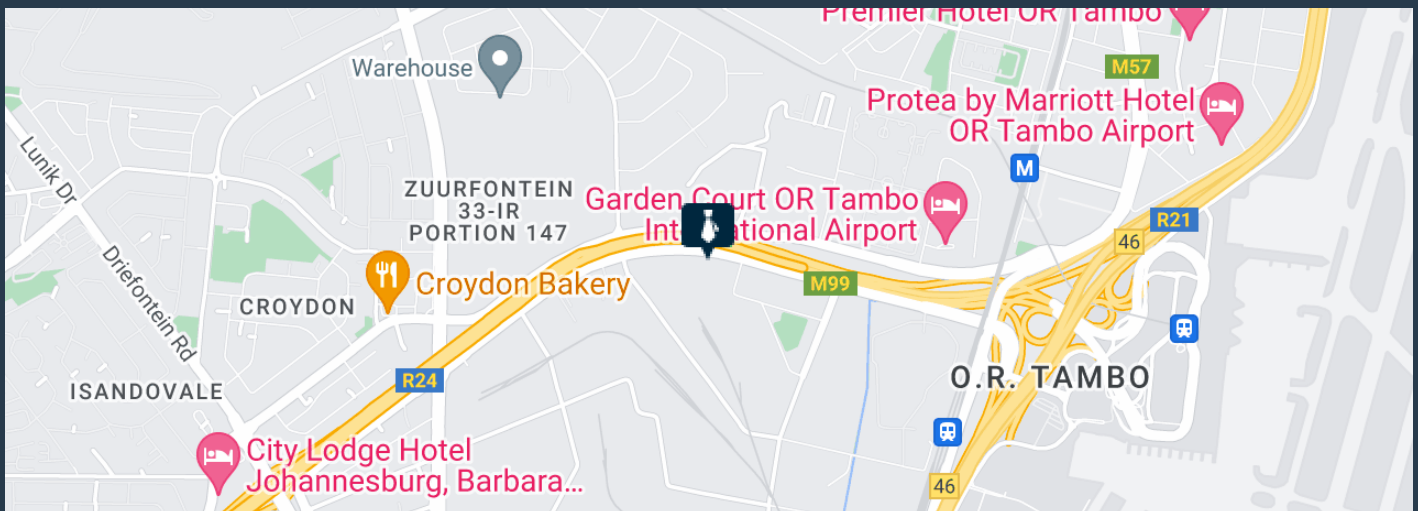 Premier Hotel OR Tambo
Warehouse
M57
Protea by Marriott Hotel
OR Tambo Airport
Lunik Dr
M
ZUURFONTEIN
33-IR
PORTION 147
Garden Court OR Tambo
International Airport
R21
46
Driefontein Rd
Croydon Bakery
M99
CROYDON
R24
O.R. TAMBO
ISANDOVALE
City Lodge Hotel
Johannesburg, Barbara...
46